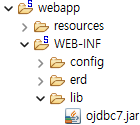 webapp
resources
WEB-INF
config
erd
lib
ojdbc7.jar